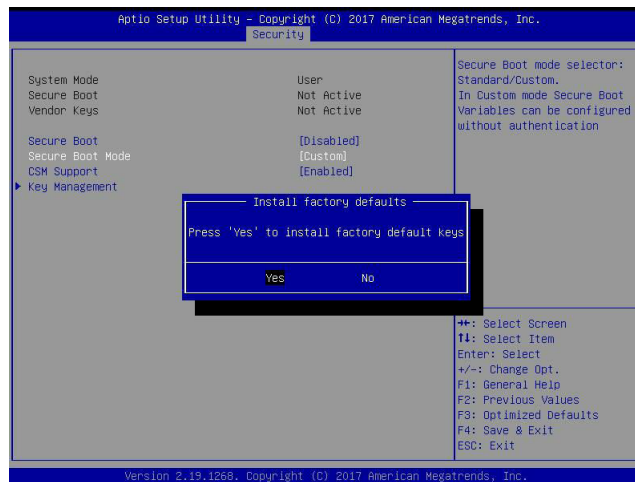 Aptio Setup Utility – Copyright (C) 2017 American Megatrends, Inc.
Security
System Mode User
Secure Boot Not Active
Vendor Keys Not Active
Secure Boot [Disabled]
Secure Boot Mode [Custom]
CSM Support [Enabled]
Key Management
Install factory defaults
Press 'Yes' to install factory default keys
Yes No
Secure Boot mode selector:
Standard/Custom.
In Custom mode Secure Boot
Variables can be configured
without authentication
→←: Select Screen
↑↓: Select Item
Enter: Select
+/-: Change Opt.
F1: General Help
F2: Previous Values
F3: Optimized Defaults
F4: Save & Exit
ESC: Exit
Version 2.19.1268. Copyright (C) 2017 American Megatrends, Inc.